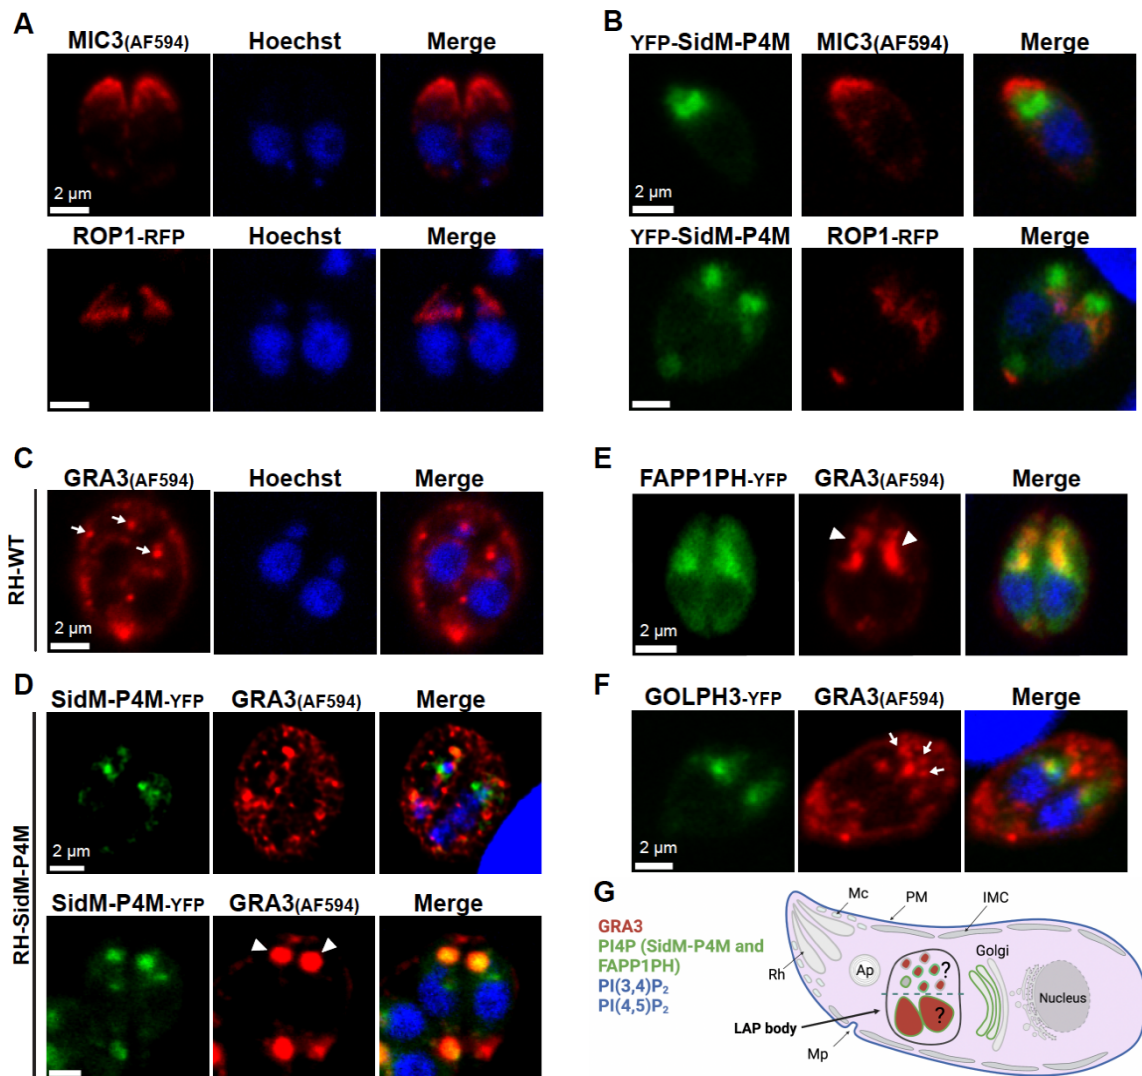 A
MIC3(AF594) Hoechst Merge
2 µm
ROP1-RFP Hoechst Merge
B
YFP-SidM-P4M MIC3(AF594) Merge
YFP-SidM-P4M ROP1-RFP Merge
C
GRA3(AF594) Hoechst Merge
RH-WT
2 µm
D
SidM-P4M-YFP GRA3(AF594) Merge
2 µm
RH-SidM-P4M
SidM-P4M-YFP GRA3(AF594) Merge
E
FAPP1PH-YFP GRA3(AF594) Merge
2 µm
F
GOLPH3-YFP GRA3(AF594) Merge
2 µm
G
GRA3
PI4P (SidM-P4M and
FAPP1PH)
PI(3,4)P₂
PI(4,5)P₂
Mc
PM
IMC
Rh
Ap
?
?
Golgi
Nucleus
LAP body
Mp